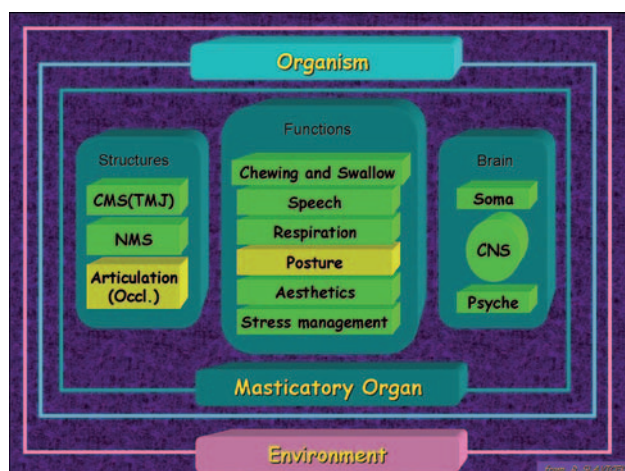 Organism
Functions
Structures
Brain
Chewing and Swallow
CMS(TMJ)
Speech
Soma
NMS
Respiration
CNS
Articulation
(Occl.)
Posture
Aesthetics
Psyche
Stress management
Masticatory Organ
Environment